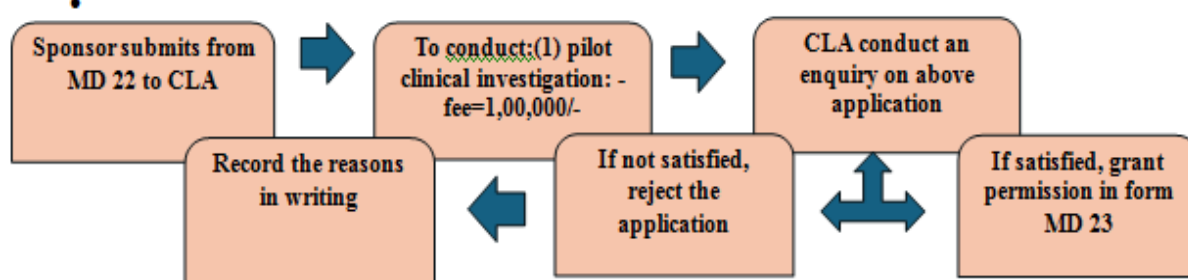 Sponsor submits from
MD 22 to CLA
To conduct:(1) pilot
clinical investigation: -
fee=1,00,000/-
CLA conduct an
enquiry on above
application
Record the reasons
in writing
If not satisfied,
reject the
application
If satisfied, grant
permission in form
MD 23